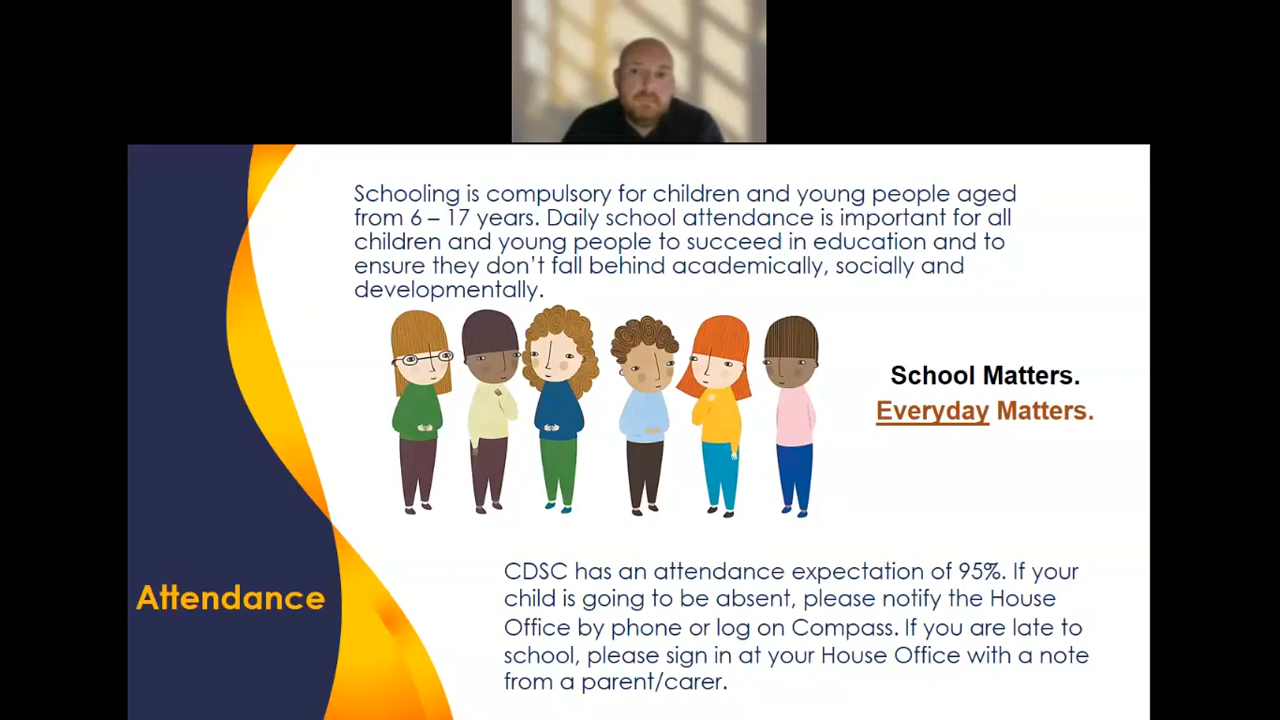 Schooling is compulsory for children and young people aged
from 6 – 17 years. Daily school attendance is important for all
children and young people to succeed in education and to
ensure they don't fall behind academically, socially and
developmentally.
School Matters.
Everyday Matters.
Attendance
CDSC has an attendance expectation of 95%. If your
child is going to be absent, please notify the House
Office by phone or log on Compass. If you are late to
school, please sign in at your House Office with a note
from a parent/carer.